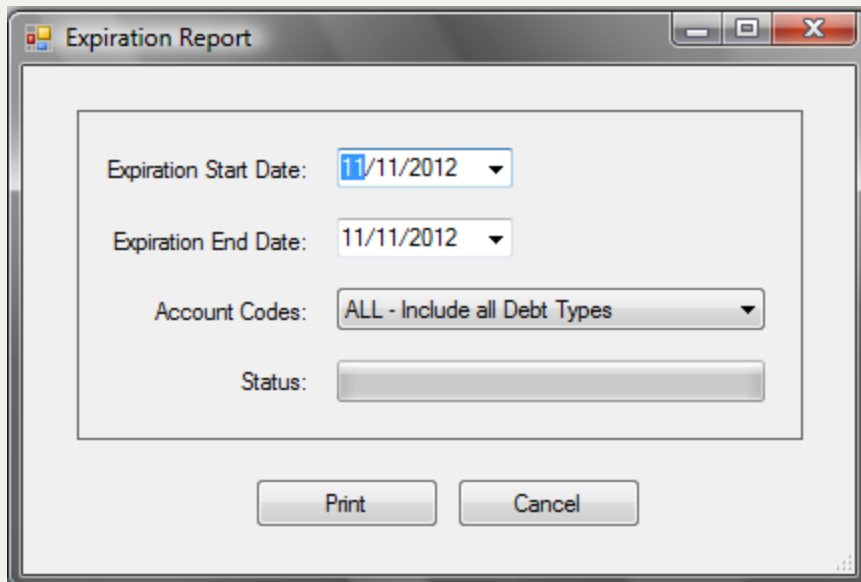 Expiration Report
Expiration Start Date: 11/11/2012
Expiration End Date: 11/11/2012
Account Codes: ALL - Include all Debt Types
Status:
Print Cancel